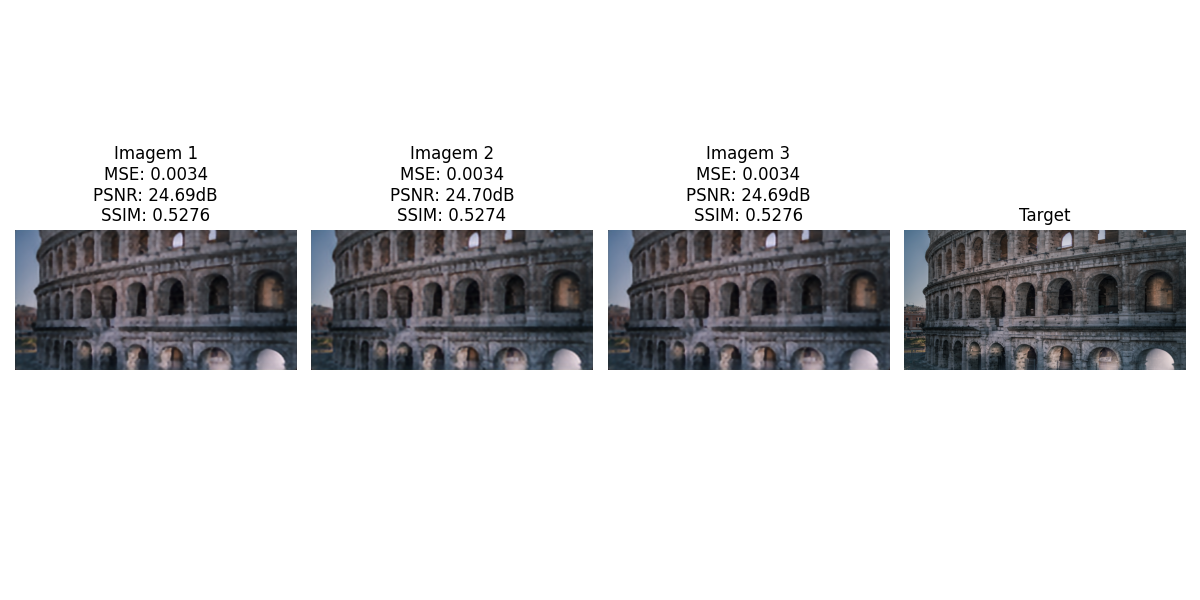 Imagem 1
MSE: 0.0034
PSNR: 24.69dB
SSIM: 0.5276
Imagem 2
MSE: 0.0034
PSNR: 24.70dB
SSIM: 0.5274
Imagem 3
MSE: 0.0034
PSNR: 24.69dB
SSIM: 0.5276
Target